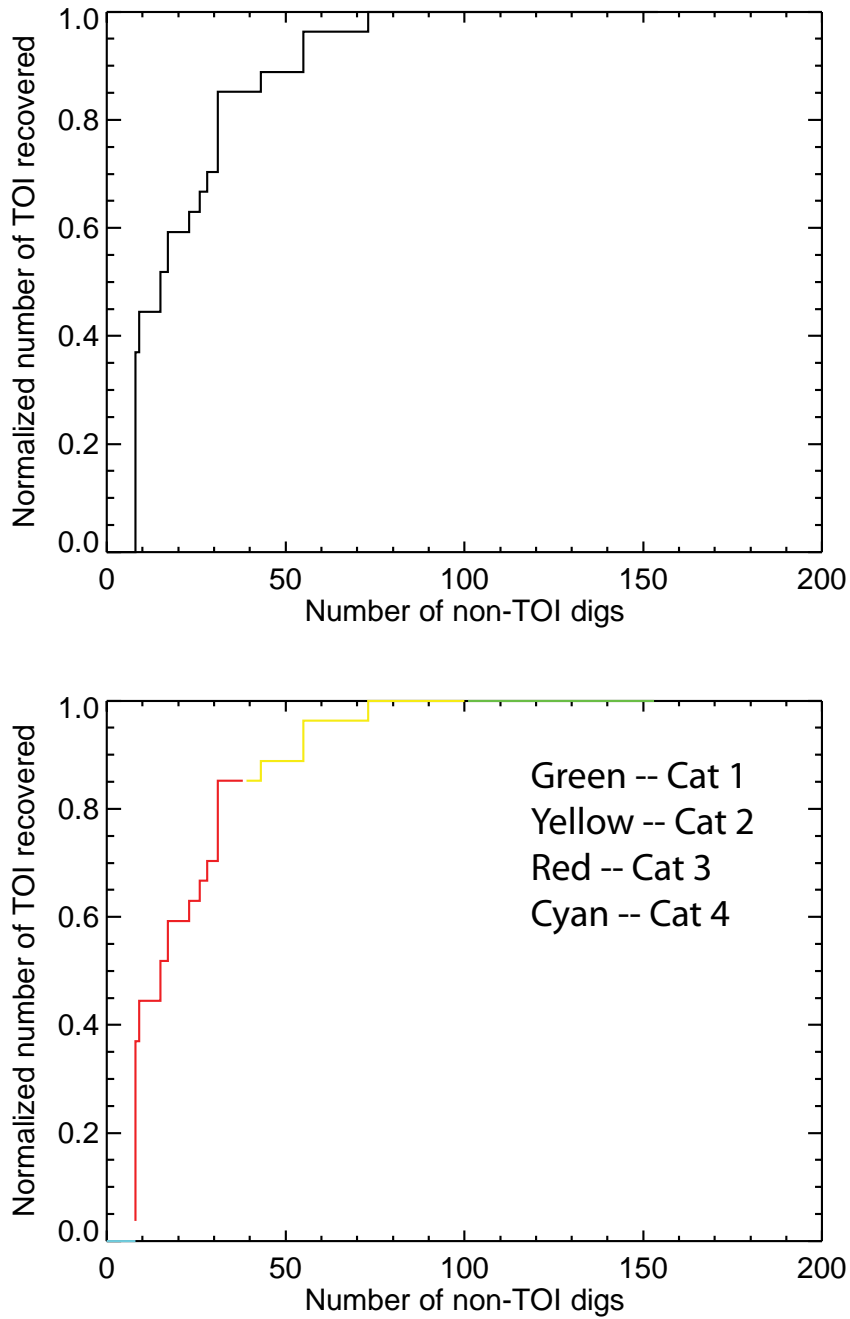 1.0
0.8
0.6
0.4
0.2
0.0
Normalized number of TOI recovered
0 50 100 150 200
Number of non-TOI digs
1.0
0.8
0.6
0.4
0.2
0.0
Normalized number of TOI recovered
Green -- Cat 1
Yellow -- Cat 2
Red -- Cat 3
Cyan -- Cat 4
0 50 100 150 200
Number of non-TOI digs